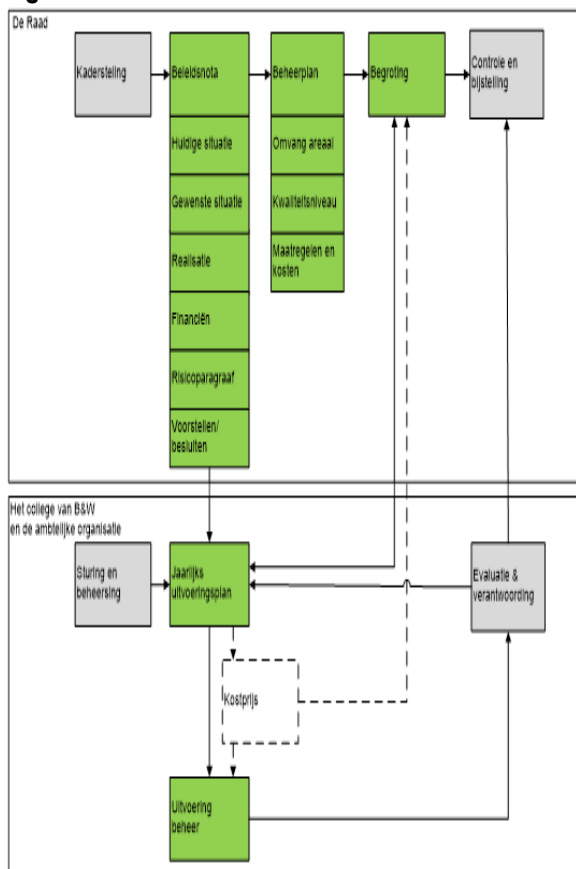 De Raad
Kaderstelling
Beleidsnota
Beheerplan
Begroting
Controle en
bijstelling
Huidige situatie
Omvang areaal
Gewenste situatie
Kwaliteitsniveau
Realisatie
Maatregelen en
kosten
Financiën
Risicoparagraaf
Voorstellen/
besluiten
Het college van B&W
en de ambtelijke organisatie
Sturing en
beheersing
Jaarlijks
uitvoeringsplan
Evaluatie &
verantwoording
Kostprijs
Uitvoering
beheer